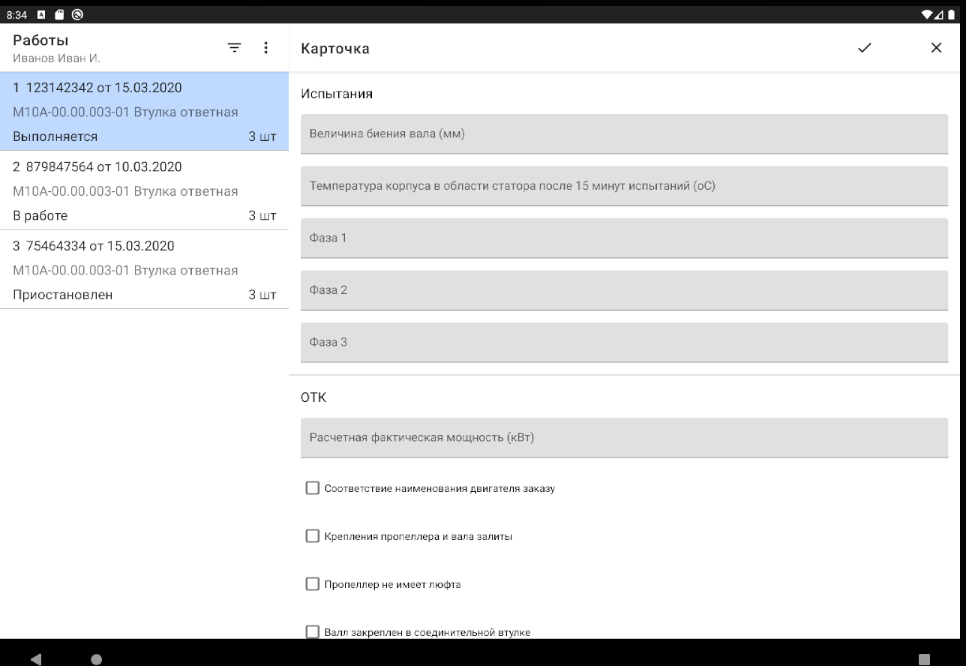 8:34
Работы
Иванов Иван И.
1 123142342 от 15.03.2020
М10А-00.00.003-01 Втулка ответная
Выполняется 3 шт
2 879847564 от 10.03.2020
М10А-00.00.003-01 Втулка ответная
В работе 3 шт
3 75464334 от 15.03.2020
М10А-00.00.003-01 Втулка ответная
Приостановлен 3 шт
Карточка
Испытания
Величина биения вала (мм)
Температура корпуса в области статора после 15 минут испытаний (оС)
Фаза 1
Фаза 2
Фаза 3
ОТК
Расчетная фактическая мощность (кВт)
Соответствие наименования двигателя заказу
Крепления пропеллера и вала залиты
Пропеллер не имеет люфта
Валл закреплен в соединительной втулке